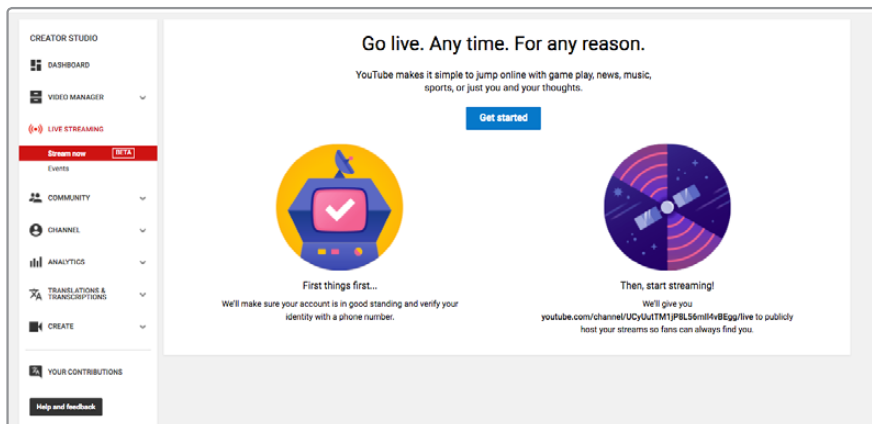 CREATOR STUDIO
DASHBOARD
VIDEO MANAGER
LIVE STREAMING
Stream now BETA
Events
COMMUNITY
CHANNEL
ANALYTICS
TRANSLATIONS &
TRANSCRIPTIONS
CREATE
YOUR CONTRIBUTIONS
Help and feedback
Go live. Any time. For any reason.
YouTube makes it simple to jump online with game play, news, music,
sports, or just you and your thoughts.
Get started
First things first...
We'll make sure your account is in good standing and verify your
identity with a phone number.
Then, start streaming!
We'll give you
youtube.com/channel/UCyUutTM1jP8L56mll4vBEgg/live to publicly
host your streams so fans can always find you.